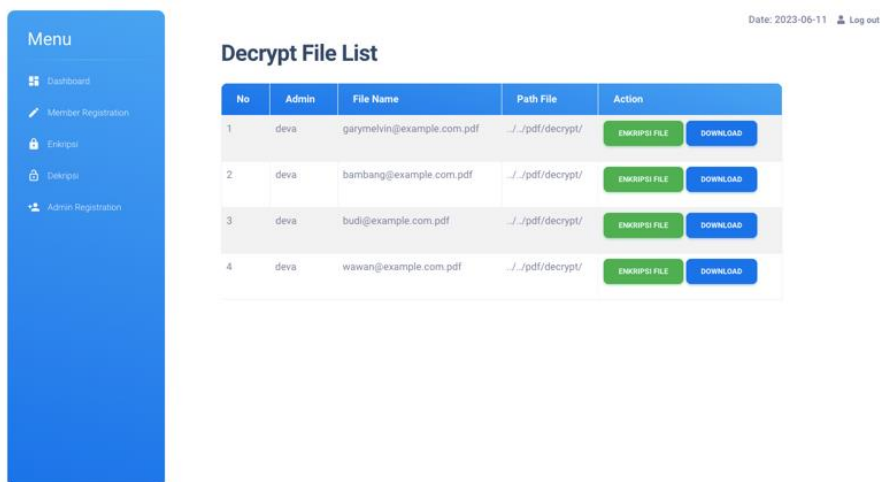 Date: 2023-06-11 Log out
Menu
Dashboard
Member Registration
Enkripsi
Dekripsi
Admin Registration
Decrypt File List
No Admin File Name Path File Action
1 deva garymelvin@example.com.pdf ../../pdf/decrypt/ ENKRIPSI FILE DOWNLOAD
2 deva bambang@example.com.pdf ../../pdf/decrypt/ ENKRIPSI FILE DOWNLOAD
3 deva budi@example.com.pdf ../../pdf/decrypt/ ENKRIPSI FILE DOWNLOAD
4 deva wawan@example.com.pdf ../../pdf/decrypt/ ENKRIPSI FILE DOWNLOAD